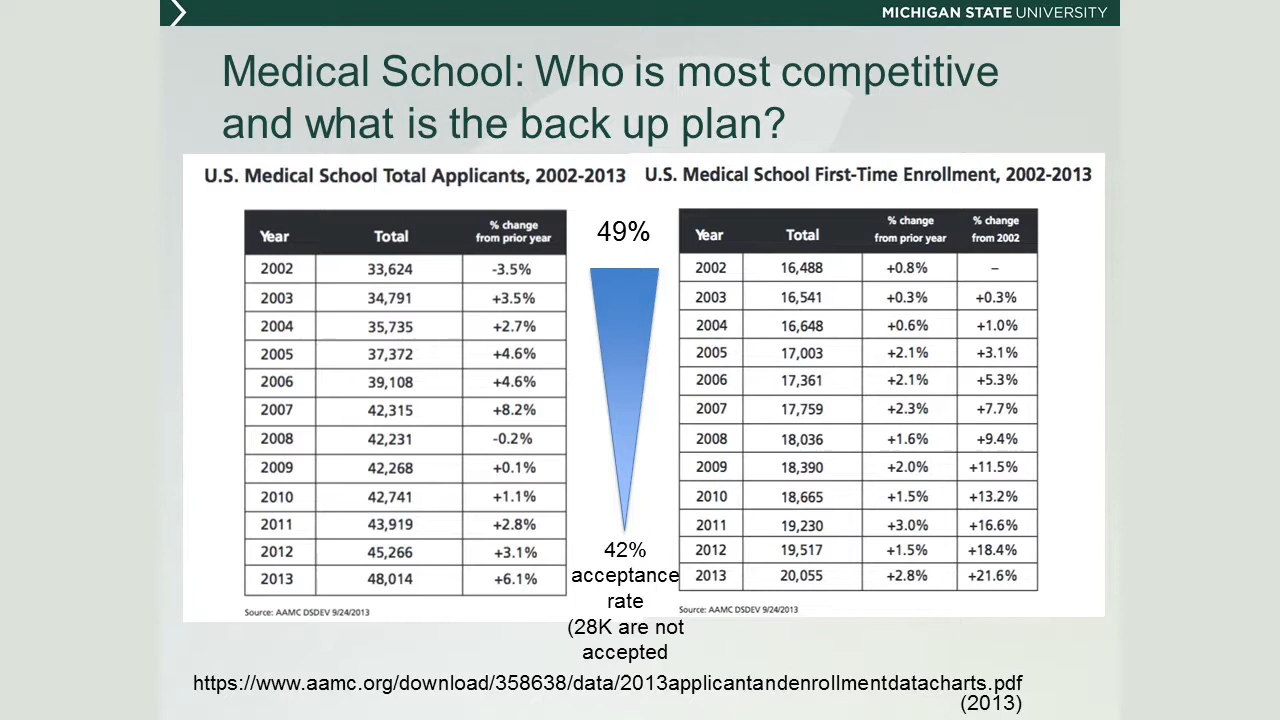 MICHIGAN STATE UNIVERSITY
Medical School: Who is most competitive
and what is the back up plan?
U.S. Medical School Total Applicants, 2002-2013
Year Total % change from prior year
2002 33,624 -3.5%
2003 34,791 +3.5%
2004 35,735 +2.7%
2005 37,372 +4.6%
2006 39,108 +4.6%
2007 42,315 +8.2%
2008 42,231 -0.2%
2009 42,268 +0.1%
2010 42,741 +1.1%
2011 43,919 +2.8%
2012 45,266 +3.1%
2013 48,014 +6.1%
Source: AAMC DSDEV 9/24/2013
49%
42%
acceptance
rate
(28K are not
accepted
U.S. Medical School First-Time Enrollment, 2002-2013
Year Total % change from prior year % change from 2002
2002 16,488 +0.8% –
2003 16,541 +0.3% +0.3%
2004 16,648 +0.6% +1.0%
2005 17,003 +2.1% +3.1%
2006 17,361 +2.1% +5.3%
2007 17,759 +2.3% +7.7%
2008 18,036 +1.6% +9.4%
2009 18,390 +2.0% +11.5%
2010 18,665 +1.5% +13.2%
2011 19,230 +3.0% +16.6%
2012 19,517 +1.5% +18.4%
2013 20,055 +2.8% +21.6%
Source: AAMC DSDEV 9/24/2013
https://www.aamc.org/download/358638/data/2013applicantandenrollmentdatacharts.pdf
(2013)